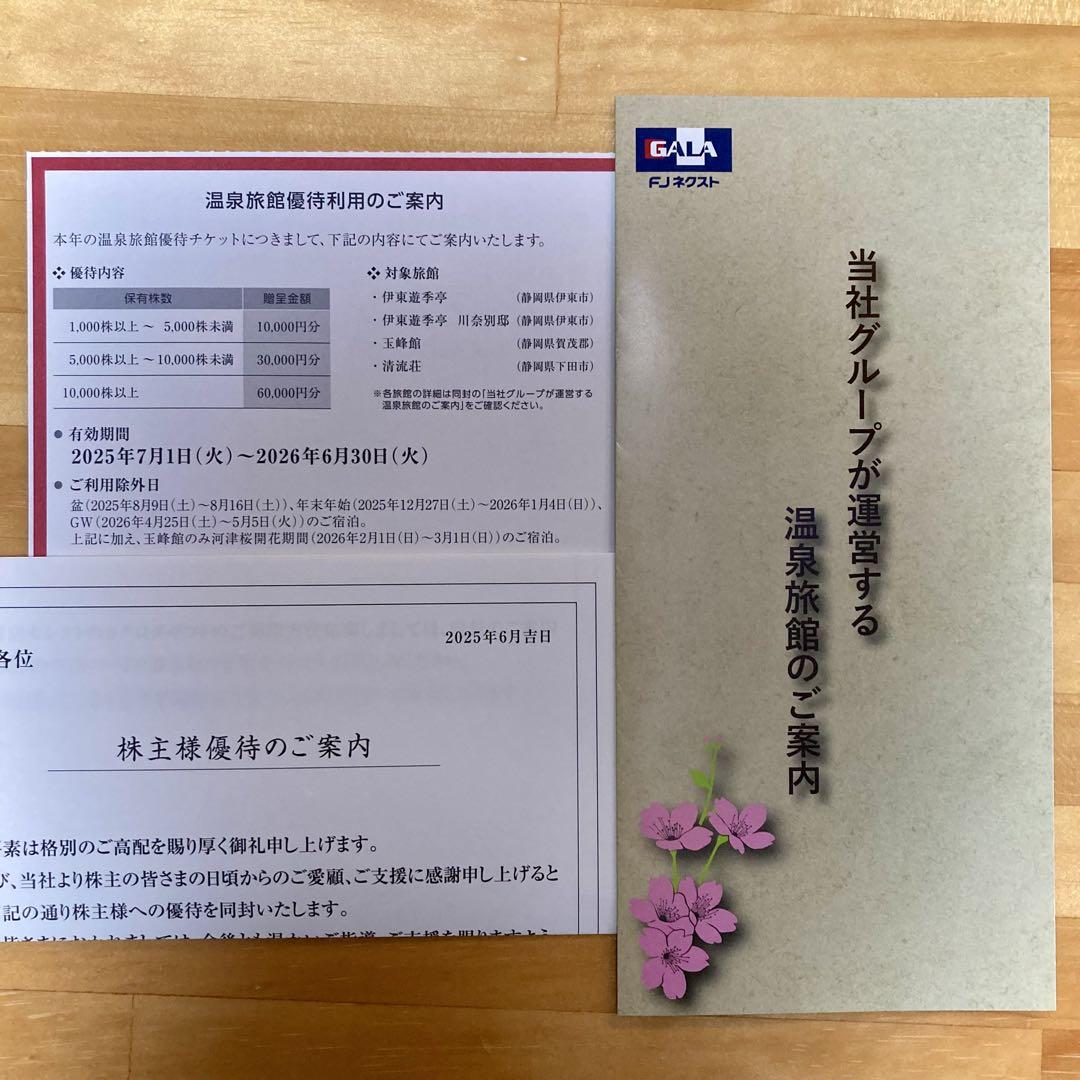 温泉旅館優待利用のご案内
本年の温泉旅館優待チケットにつきまして、下記の内容にてご案内いたします。
❖ 優待内容
保有株数 贈呈金額
1,000株以上 ～ 5,000株未満 10,000円分
5,000株以上 ～ 10,000株未満 30,000円分
10,000株以上 60,000円分
❖ 対象旅館
・伊東遊季亭 (静岡県伊東市)
・伊東遊季亭 川奈別邸 (静岡県伊東市)
・玉峰館 (静岡県賀茂郡)
・清流荘 (静岡県下田市)
※各旅館の詳細は同封の「当社グループが運営する
温泉旅館のご案内」をご確認ください。
● 有効期間
2025年7月1日(火)～2026年6月30日(火)
● ご利用除外日
盆(2025年8月9日(土)～8月16日(土))、年末年始(2025年12月27日(土)～2026年1月4日(日))、
GW(2026年4月25日(土)～5月5日(火))のご宿泊。
上記に加え、玉峰館のみ河津桜開花期間(2026年2月1日(日)～3月1日(日))のご宿泊。
2025年6月吉日
各位
株主様優待のご案内
素は格別のご高配を賜り厚く御礼申し上げます。
び、当社より株主の皆さまの日頃からのご愛顧、ご支援に感謝申し上げると
記の通り株主様への優待を同封いたします。
GALA
FJネクスト
当社グループが運営する
温泉旅館のご案内